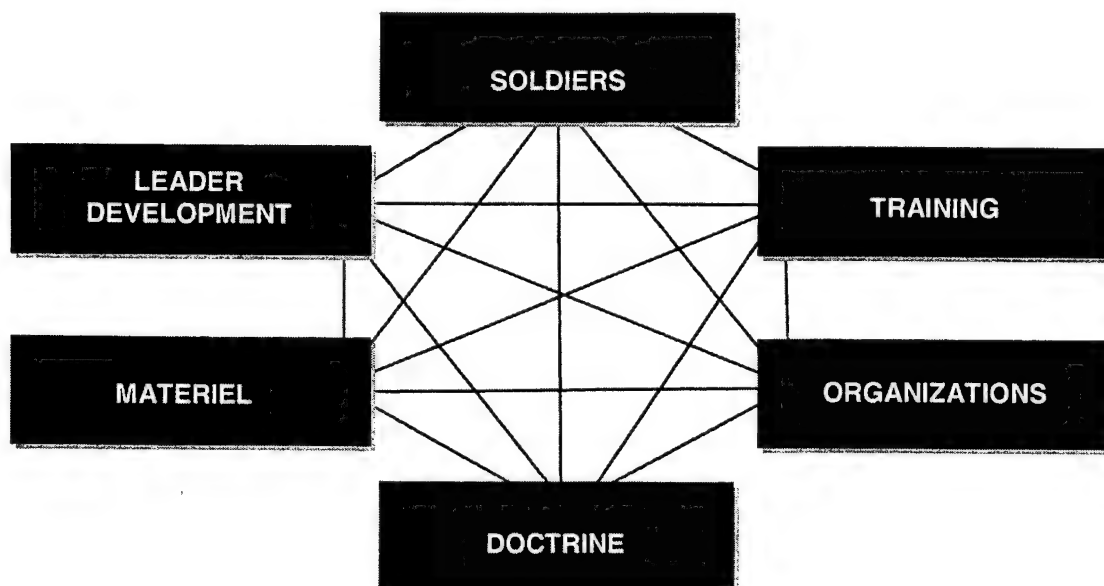 SOLDIERS
LEADER
DEVELOPMENT
TRAINING
MATERIEL
ORGANIZATIONS
DOCTRINE